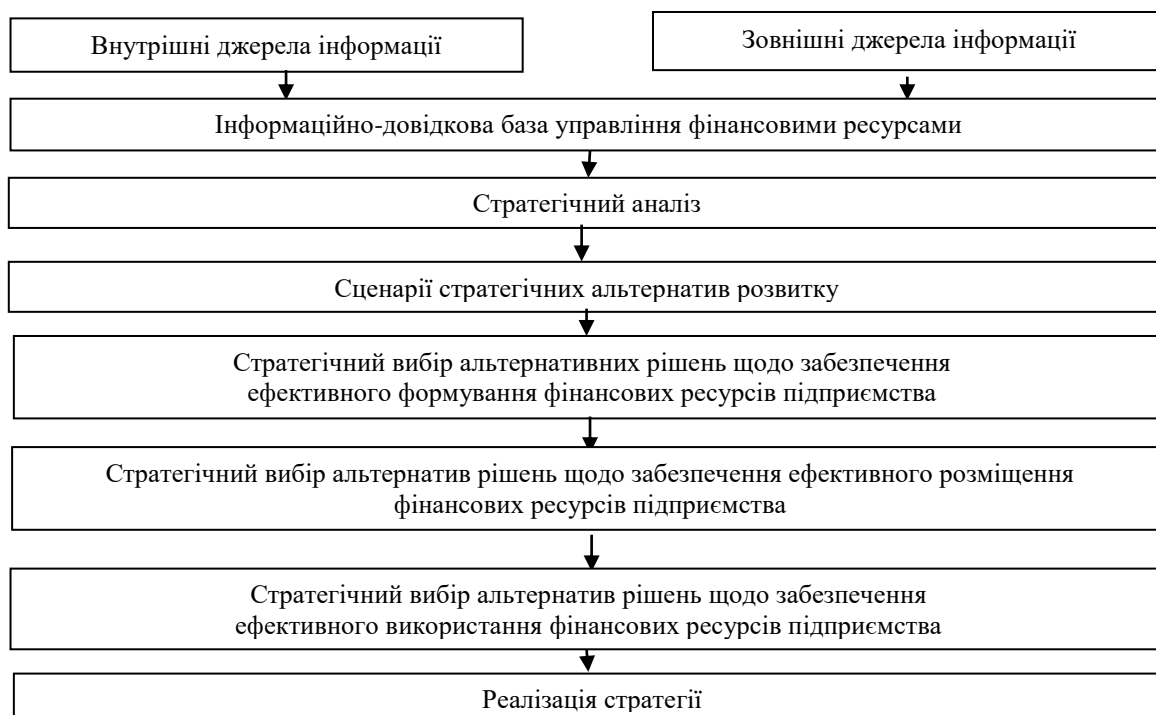 Внутрішні джерела інформації
Зовнішні джерела інформації
Інформаційно-довідкова база управління фінансовими ресурсами
Стратегічний аналіз
Сценарії стратегічних альтернатив розвитку
Стратегічний вибір альтернативних рішень щодо забезпечення
ефективного формування фінансових ресурсів підприємства
Стратегічний вибір альтернатив рішень щодо забезпечення ефективного розміщення
фінансових ресурсів підприємства
Стратегічний вибір альтернатив рішень щодо забезпечення
ефективного використання фінансових ресурсів підприємства
Реалізація стратегії